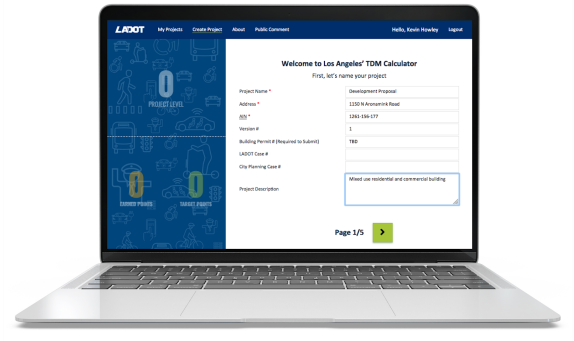 LADOT My Projects Create Project About Public Comment Hello, Kevin Howley Logout
Welcome to Los Angeles' TDM Calculator
First, let's name your project
0
PROJECT LEVEL
0 0
EARNED POINTS TARGET POINTS
Project Name * Development Proposal
Address * 1150 N Aronamink Road
AIN * 1261-156-177
Version # 1
Building Permit # (Required to Submit) TBD
LADOT Case #
City Planning Case #
Project Description Mixed use residential and commercial building
Page 1/5 >